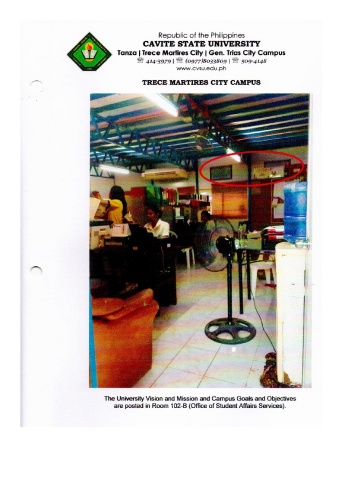 Republic of the Philippines
CAVITE STATE UNIVERSITY
Tanza | Trece Martires City | Gen. Trias City Campus
☏ 414-3979 | ☏ (0977)8033809 | ☏ 509-4148
www.cvsu.edu.ph
TRECE MARTIRES CITY CAMPUS
The University Vision and Mission and Campus Goals and Objectives
are posted in Room 102-B (Office of Student Affairs Services).